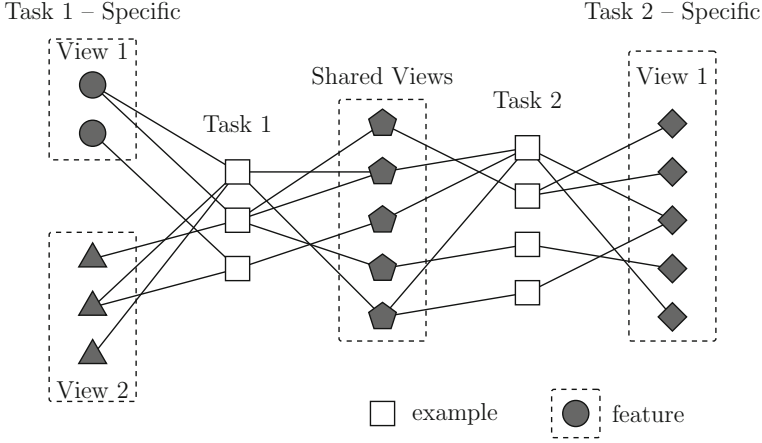 Task 1 – Specific
Task 2 – Specific
View 1
Shared Views
View 1
Task 2
Task 1
View 2
example
feature